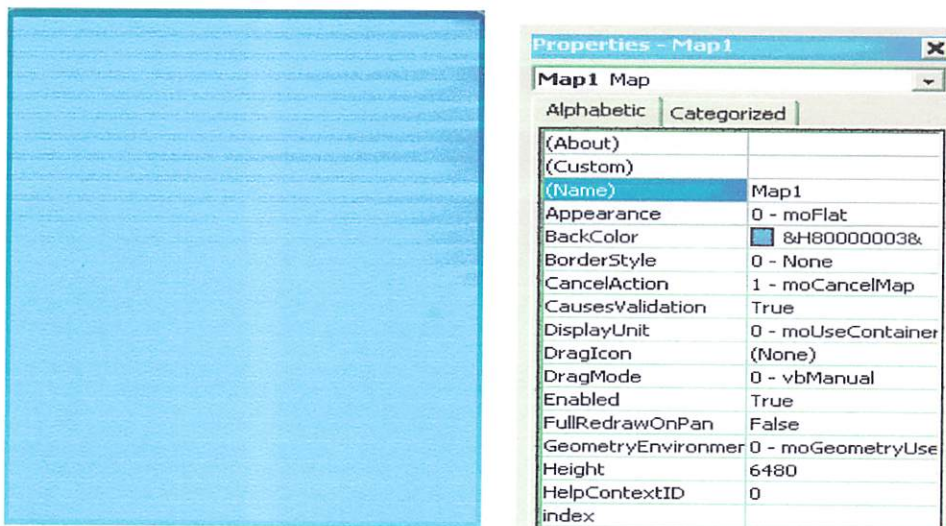 Properties - Map1
Map1 Map
Alphabetic Categorized
(About)
(Custom)
(Name) Map1
Appearance 0 - moFlat
BackColor &H80000003&
BorderStyle 0 - None
CancelAction 1 - moCancelMap
CausesValidation True
DisplayUnit 0 - moUseContainer
DragIcon (None)
DragMode 0 - vbManual
Enabled True
FullRedrawOnPan False
GeometryEnvironmer 0 - moGeometryUse
Height 6480
HelpContextID 0
index